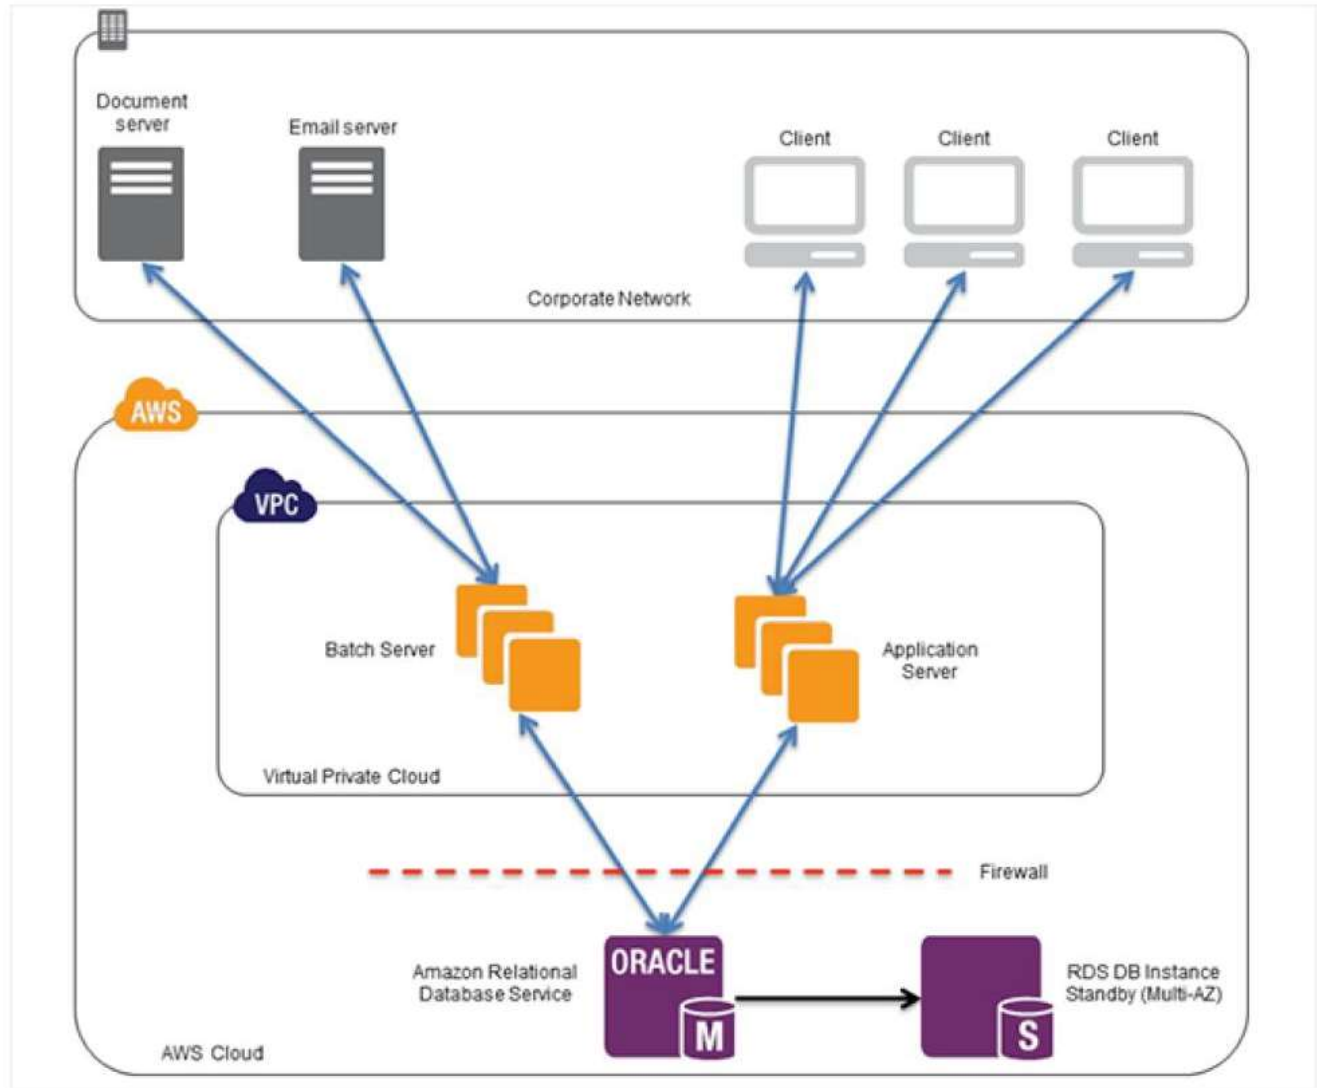 Document
server
Email server
Client
Client
Client
Corporate Network
AWS
VPC
Batch Server
Application
Server
Virtual Private Cloud
Firewall
ORACLE
Amazon Relational
Database Service
M
S
RDS DB Instance
Standby (Multi-AZ)
AWS Cloud